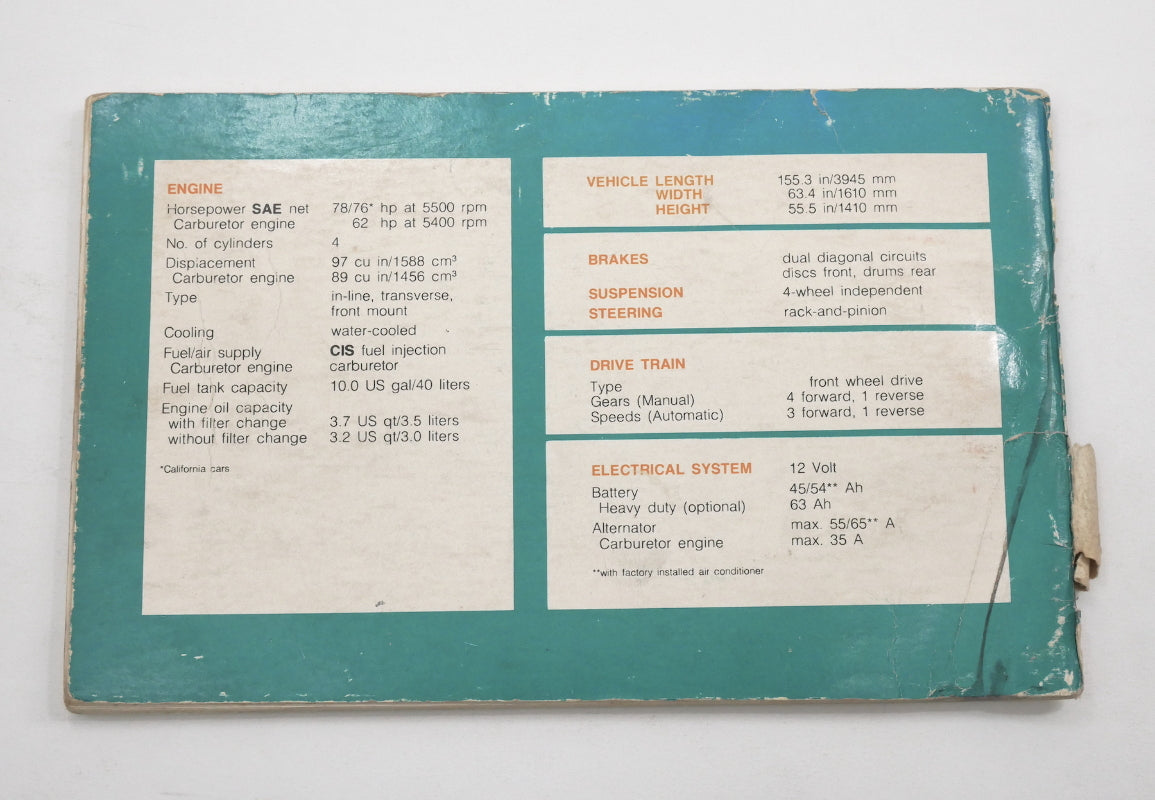 ENGINE
Horsepower SAE net 78/76* hp at 5500 rpm
Carburetor engine 62 hp at 5400 rpm
No. of cylinders 4
Displacement 97 cu in/1588 cm³
Carburetor engine 89 cu in/1456 cm³
Type in-line, transverse,
front mount
Cooling water-cooled
Fuel/air supply CIS fuel injection
Carburetor engine carburetor
Fuel tank capacity 10.0 US gal/40 liters
Engine oil capacity
with filter change 3.7 US qt/3.5 liters
without filter change 3.2 US qt/3.0 liters
*California cars
VEHICLE LENGTH 155.3 in/3945 mm
WIDTH 63.4 in/1610 mm
HEIGHT 55.5 in/1410 mm
BRAKES dual diagonal circuits
discs front, drums rear
SUSPENSION 4-wheel independent
STEERING rack-and-pinion
DRIVE TRAIN
Type front wheel drive
Gears (Manual) 4 forward, 1 reverse
Speeds (Automatic) 3 forward, 1 reverse
ELECTRICAL SYSTEM 12 Volt
Battery 45/54** Ah
Heavy duty (optional) 63 Ah
Alternator max. 55/65** A
Carburetor engine max. 35 A
**with factory installed air conditioner